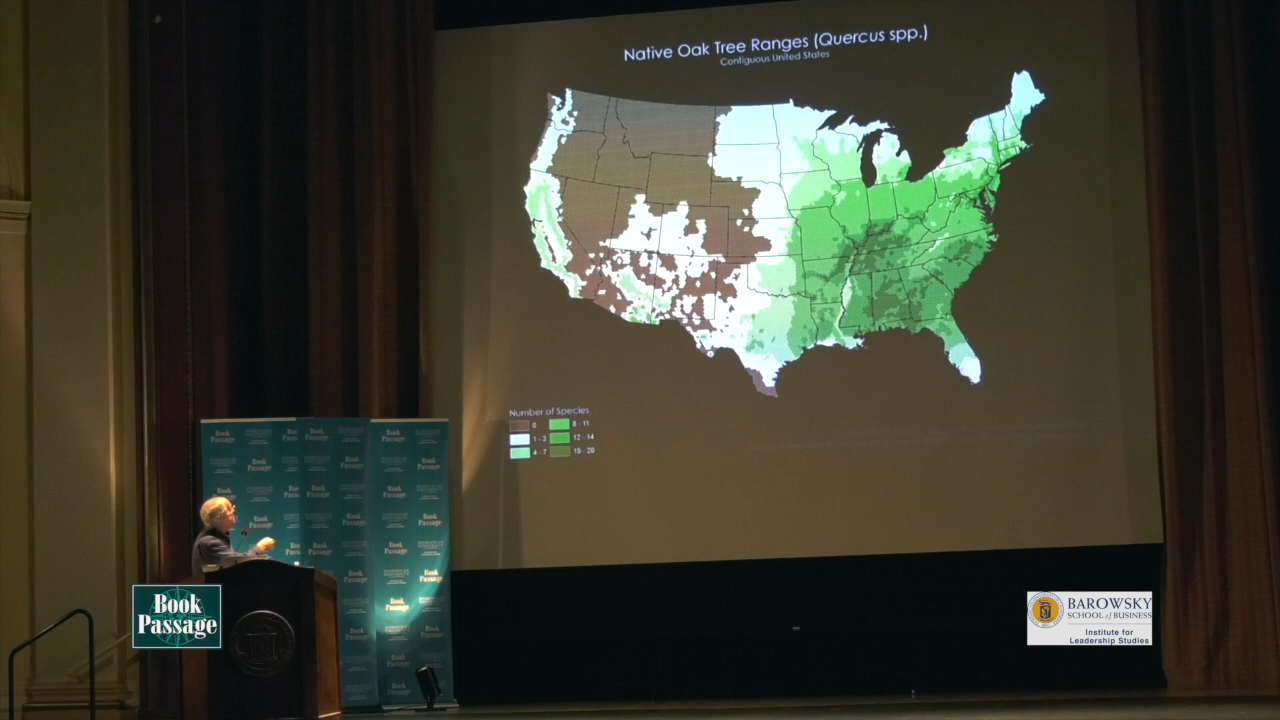 Native Oak Tree Ranges (Quercus spp.)
Contiguous United States
Number of Species
0
1 - 3
4 - 7
8 - 11
12 - 14
15 - 20
Book
Passage
Book
Passage
BAROWSKY
SCHOOL of BUSINESS
Institute for
Leadership Studies